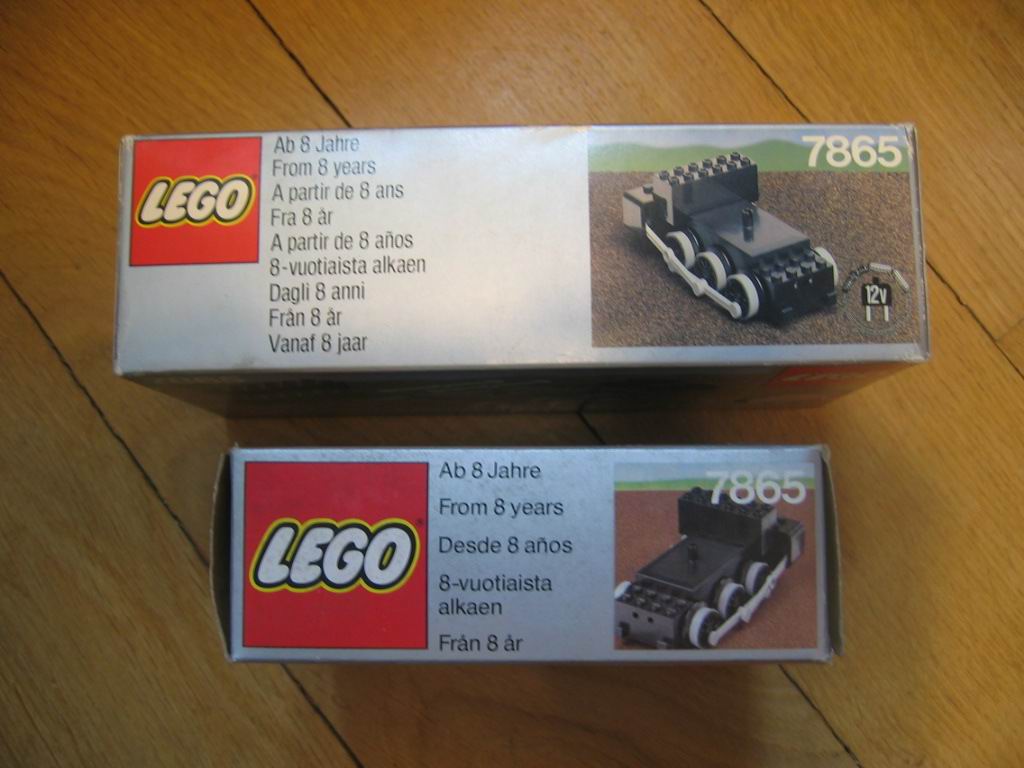 LEGO
Ab 8 Jahre
From 8 years
A partir de 8 ans
Fra 8 år
A partir de 8 años
8-vuotiaista alkaen
Dagli 8 anni
Från 8 år
Vanaf 8 jaar
7865
12v
LEGO
Ab 8 Jahre
From 8 years
Desde 8 años
8-vuotiaista
alkaen
Från 8 år
7865